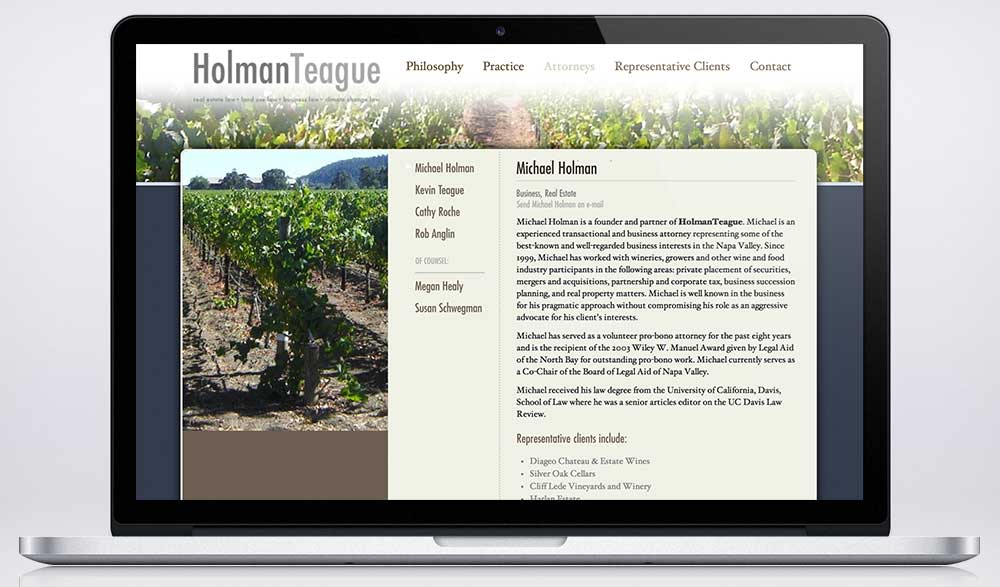 HolmanTeague
Philosophy Practice Attorneys Representative Clients Contact
real estate law • land use law • business law • climate change law
Michael Holman
Kevin Teague
Cathy Roche
Rob Anglin
OF COUNSEL:
Megan Healy
Susan Schwegman
Michael Holman
Business, Real Estate
Send Michael Holman an e-mail
Michael Holman is a founder and partner of HolmanTeague. Michael is an
experienced transactional and business attorney representing some of the
best-known and well-regarded business interests in the Napa Valley. Since
1999, Michael has worked with wineries, growers and other wine and food
industry participants in the following areas: private placement of securities,
mergers and acquisitions, partnership and corporate tax, business succession
planning, and real property matters. Michael is well known in the business
for his pragmatic approach without compromising his role as an aggressive
advocate for his client's interests.
Michael has served as a volunteer pro-bono attorney for the past eight years
and is the recipient of the 2003 Wiley W. Manuel Award given by Legal Aid
of the North Bay for outstanding pro-bono work. Michael currently serves as
a Co-Chair of the Board of Legal Aid of Napa Valley.
Michael received his law degree from the University of California, Davis,
School of Law where he was a senior articles editor on the UC Davis Law
Review.
Representative clients include:
• Diageo Chateau & Estate Wines
• Silver Oak Cellars
• Cliff Lede Vineyards and Winery
• Harlan Estate